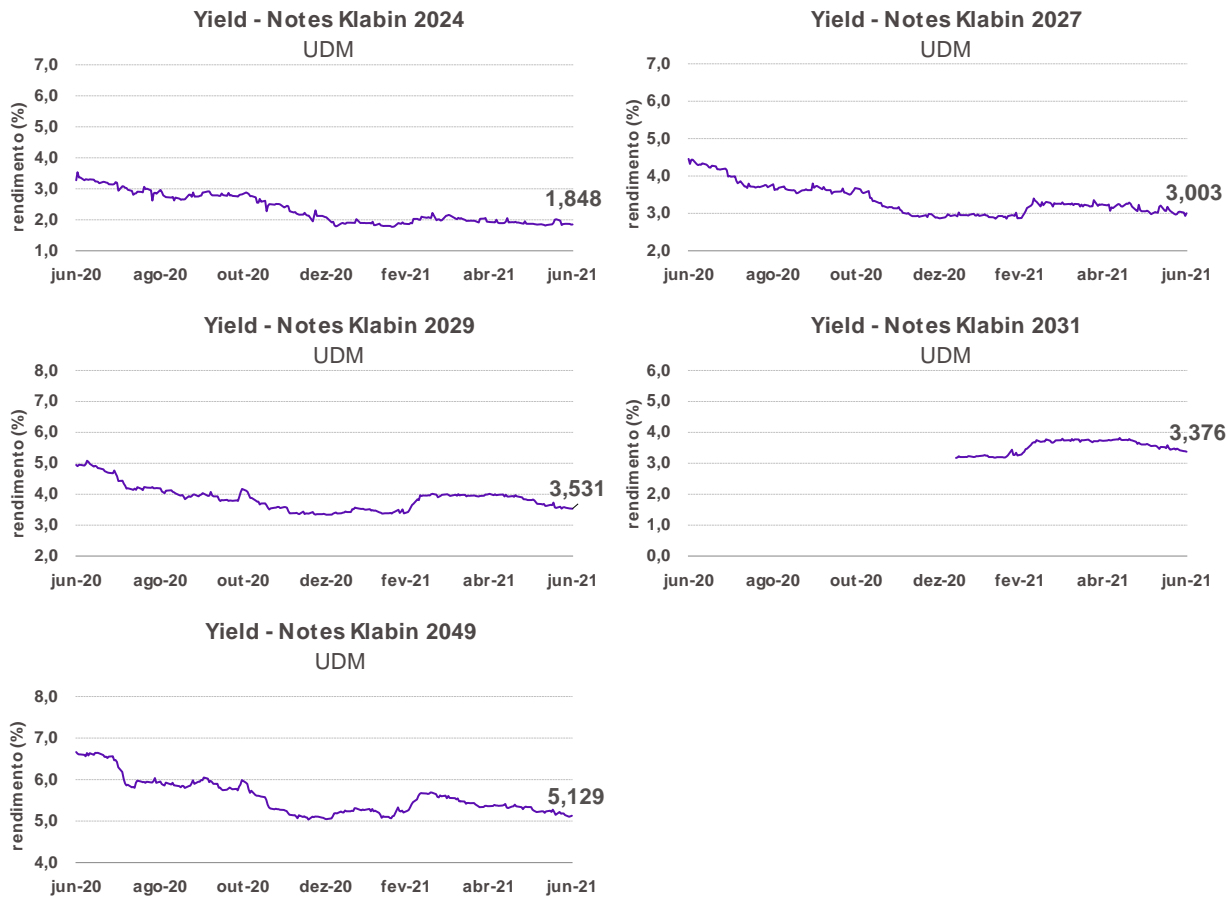 Yield - Notes Klabin 2024
UDM
rendimento (%)
7,0
6,0
5,0
4,0
3,0
2,0
1,0
1,848
jun-20 ago-20 out-20 dez-20 fev-21 abr-21 jun-21
Yield - Notes Klabin 2027
UDM
rendimento (%)
7,0
6,0
5,0
4,0
3,0
2,0
3,003
jun-20 ago-20 out-20 dez-20 fev-21 abr-21 jun-21
Yield - Notes Klabin 2029
UDM
rendimento (%)
8,0
7,0
6,0
5,0
4,0
3,0
2,0
3,531
jun-20 ago-20 out-20 dez-20 fev-21 abr-21 jun-21
Yield - Notes Klabin 2031
UDM
rendimento (%)
6,0
5,0
4,0
3,0
2,0
1,0
0,0
3,376
jun-20 ago-20 out-20 dez-20 fev-21 abr-21 jun-21
Yield - Notes Klabin 2049
UDM
rendimento (%)
8,0
7,0
6,0
5,0
4,0
5,129
jun-20 ago-20 out-20 dez-20 fev-21 abr-21 jun-21